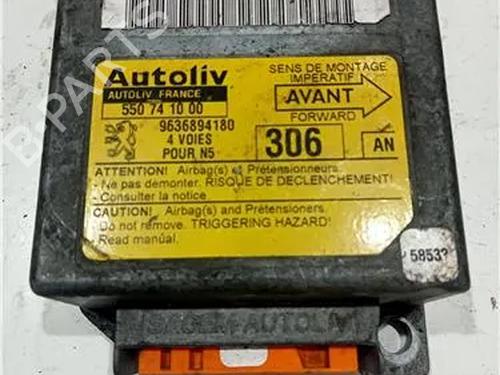 B-PARTS
Autoliv
AUTOLIV FRANCE
550 74 10 00
9636894180
4 VOIES
POUR N5
SENS DE MONTAGE
IMPERATIF
AVANT
FORWARD
306
AN
ATTENTION! Airbag(s) et Prétensionneurs.
- Ne pas demonter. RISQUE DE DECLENCHEMENT!
- Consulter la notice.
CAUTION! Airbag(s) and Pretensioners.
- Do not remove. TRIGGERING HAZARD!
- Read manual.
5853?
AUTOLIV